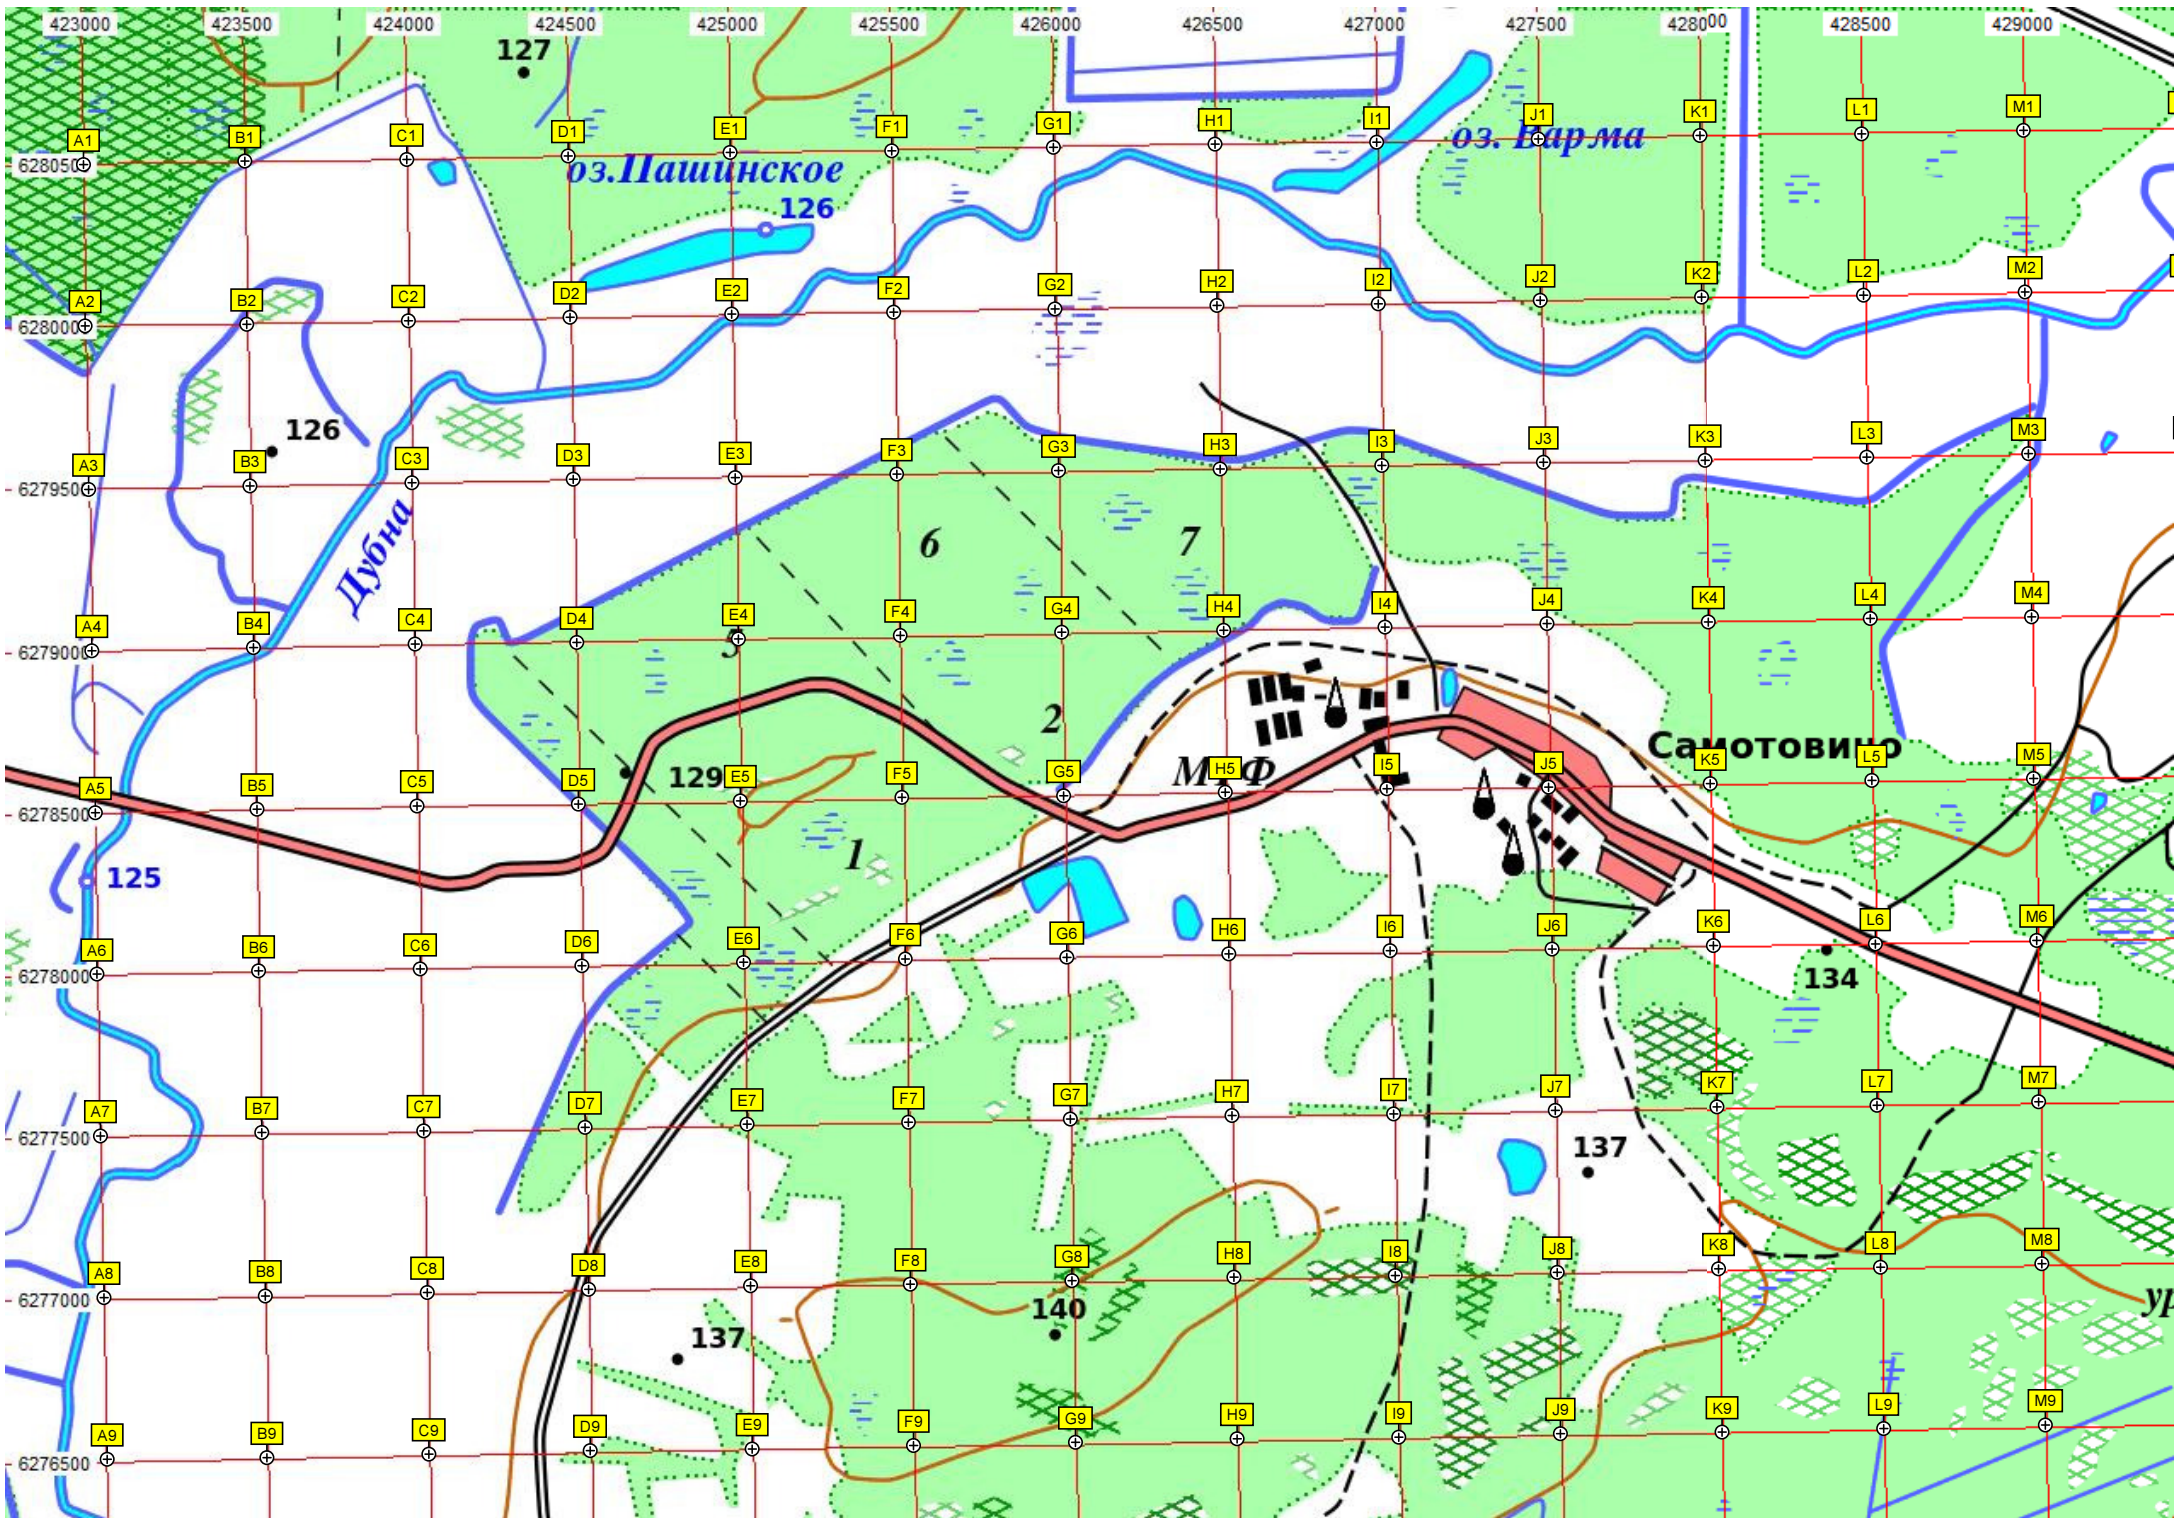 423000 423500 424000 424500 425000 425500 426000 426500 427000 427500 428000 428500 429000
127
A1 B1 C1 D1 E1 F1 G1 H1 I1 J1 K1 L1 M1
оз. Варма
628050
оз.Пашинское
126
A2 B2 C2 D2 E2 F2 G2 H2 I2 J2 K2 L2 M2
628000
126
A3 B3 C3 D3 E3 F3 G3 H3 I3 J3 K3 L3 M3
627950
Дубна
6
7
A4 B4 C4 D4 E4 F4 G4 H4 I4 J4 K4 L4 M4
6279000
5
2
Самотовино
129
МТФ
A5 B5 C5 D5 E5 F5 G5 H5 I5 J5 K5 L5 M5
6278500
1
125
A6 B6 C6 D6 E6 F6 G6 H6 I6 J6 K6 L6 M6
6278000
134
A7 B7 C7 D7 E7 F7 G7 H7 I7 J7 K7 L7 M7
6277500
137
A8 B8 C8 D8 E8 F8 G8 H8 I8 J8 K8 L8 M8
6277000
140
ур
137
A9 B9 C9 D9 E9 F9 G9 H9 I9 J9 K9 L9 M9
6276500